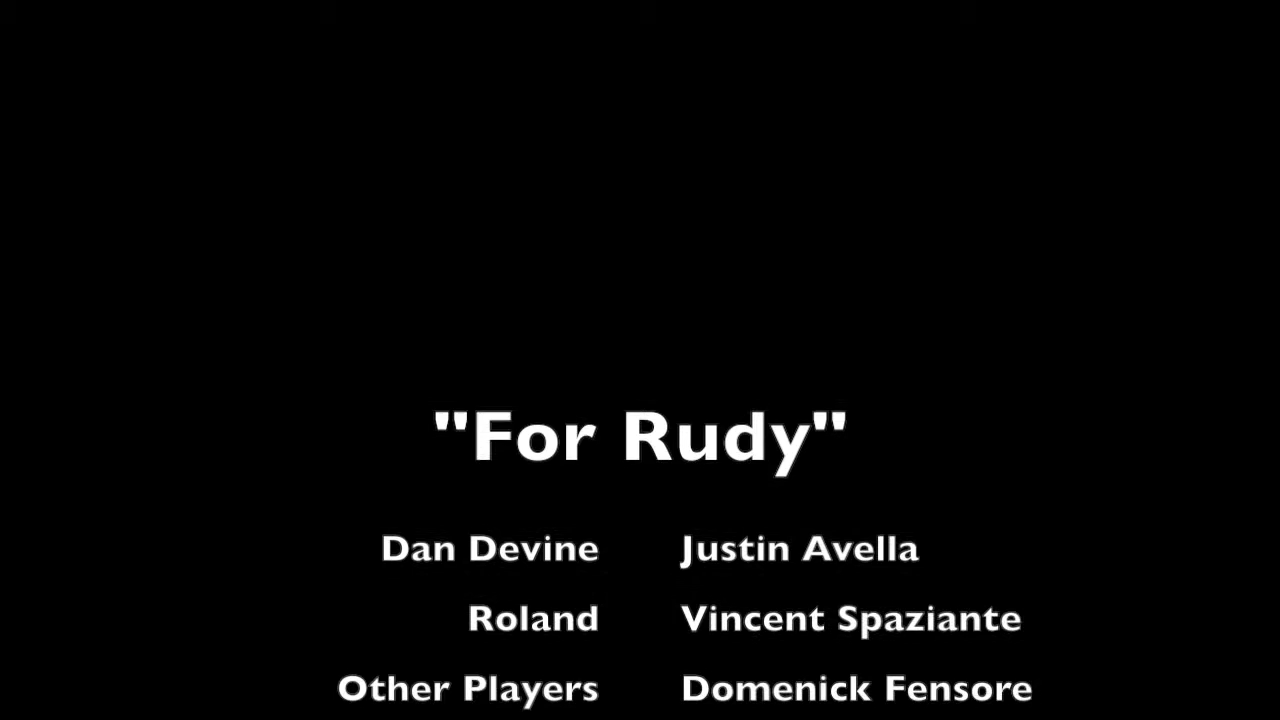 "For Rudy"
Dan Devine Justin Avella
Roland Vincent Spaziante
Other Players Domenick Fensore